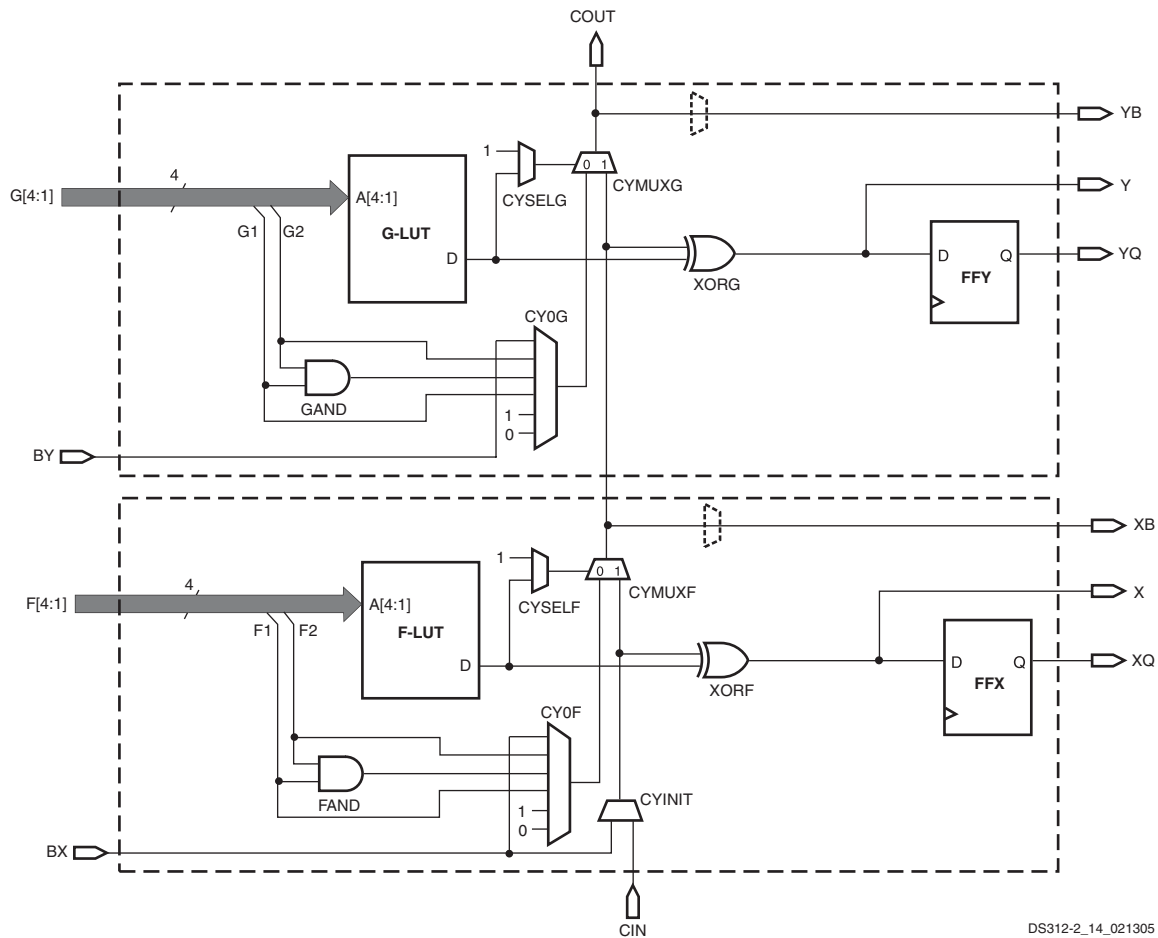 COUT
YB
4
1
0 1
CYMUXG
CYSELG
G[4:1]
A[4:1]
Y
G1
G2
G-LUT
D
XORG
D
Q
FFY
YQ
CY0G
GAND
1
0
BY
XB
1
0 1
CYMUXF
CYSELF
4
X
F[4:1]
A[4:1]
F1
F2
F-LUT
D
XORF
D
Q
FFX
XQ
CY0F
FAND
1
0
CYINIT
BX
CIN
DS312-2_14_021305